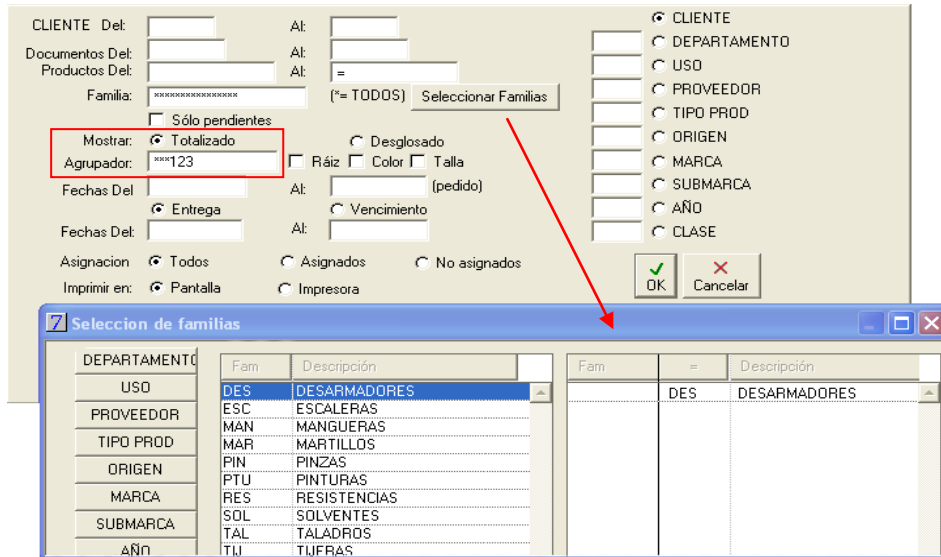 CLIENTE Del: Al: CLIENTE
Documentos Del: Al: DEPARTAMENTO
Productos Del: Al: = USO
Familia: **************** (*= TODOS) Seleccionar Familias PROVEEDOR
Sólo pendientes TIPO PROD
Mostrar: Totalizado Desglosado ORIGEN
Agrupador: ***123 Ráiz Color Talla MARCA
Fechas Del Al: (pedido) SUBMARCA
Entrega Vencimiento AÑO
Fechas Del: Al: CLASE
Asignacion Todos Asignados No asignados
Imprimir en: Pantalla Impresora OK Cancelar
7 Seleccion de familias
DEPARTAMENTO Fam Descripción Fam = Descripción
USO DES DESARMADORES DES DESARMADORES
ESC ESCALERAS
PROVEEDOR MAN MANGUERAS
TIPO PROD MAR MARTILLOS
PIN PINZAS
ORIGEN PTU PINTURAS
MARCA RES RESISTENCIAS
SUBMARCA SOL SOLVENTES
TAL TALADROS
AÑO TIJ TIJERAS